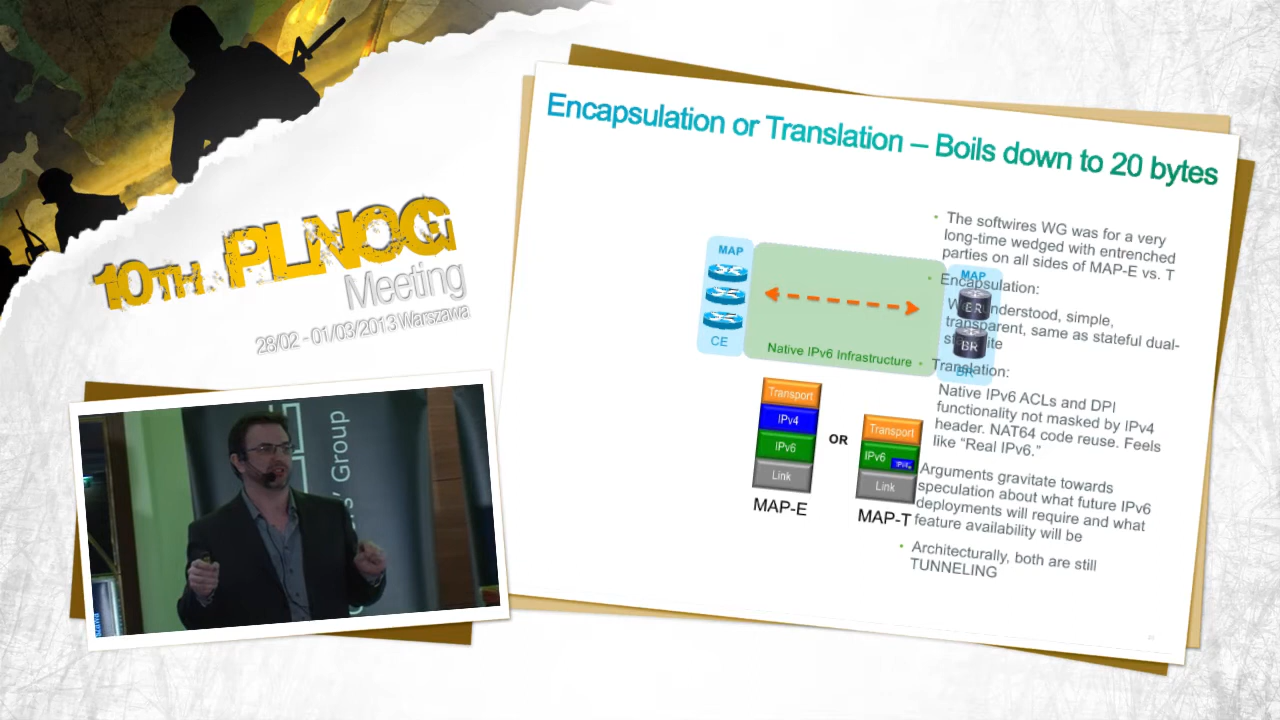 10TH PLNOG
Meeting
28/02 - 01/03/2013 Warszawa
Encapsulation or Translation – Boils down to 20 bytes
MAP
CE
Native IPv6 Infrastructure
MAP
BR
BR
BR
Transport
IPv4
IPv6
Link
MAP-E
OR
Transport
IPv6
IPv4
Link
MAP-T
• The softwires WG was for a very
long-time wedged with entrenched
parties on all sides of MAP-E vs. T
• Encapsulation:
understood, simple,
transparent, same as stateful dual-
• Translation:
Native IPv6 ACLs and DPI
functionality not masked by IPv4
header. NAT64 code reuse. Feels
like “Real IPv6.”
Arguments gravitate towards
speculation about what future IPv6
deployments will require and what
feature availability will be
• Architecturally, both are still
TUNNELING
Group